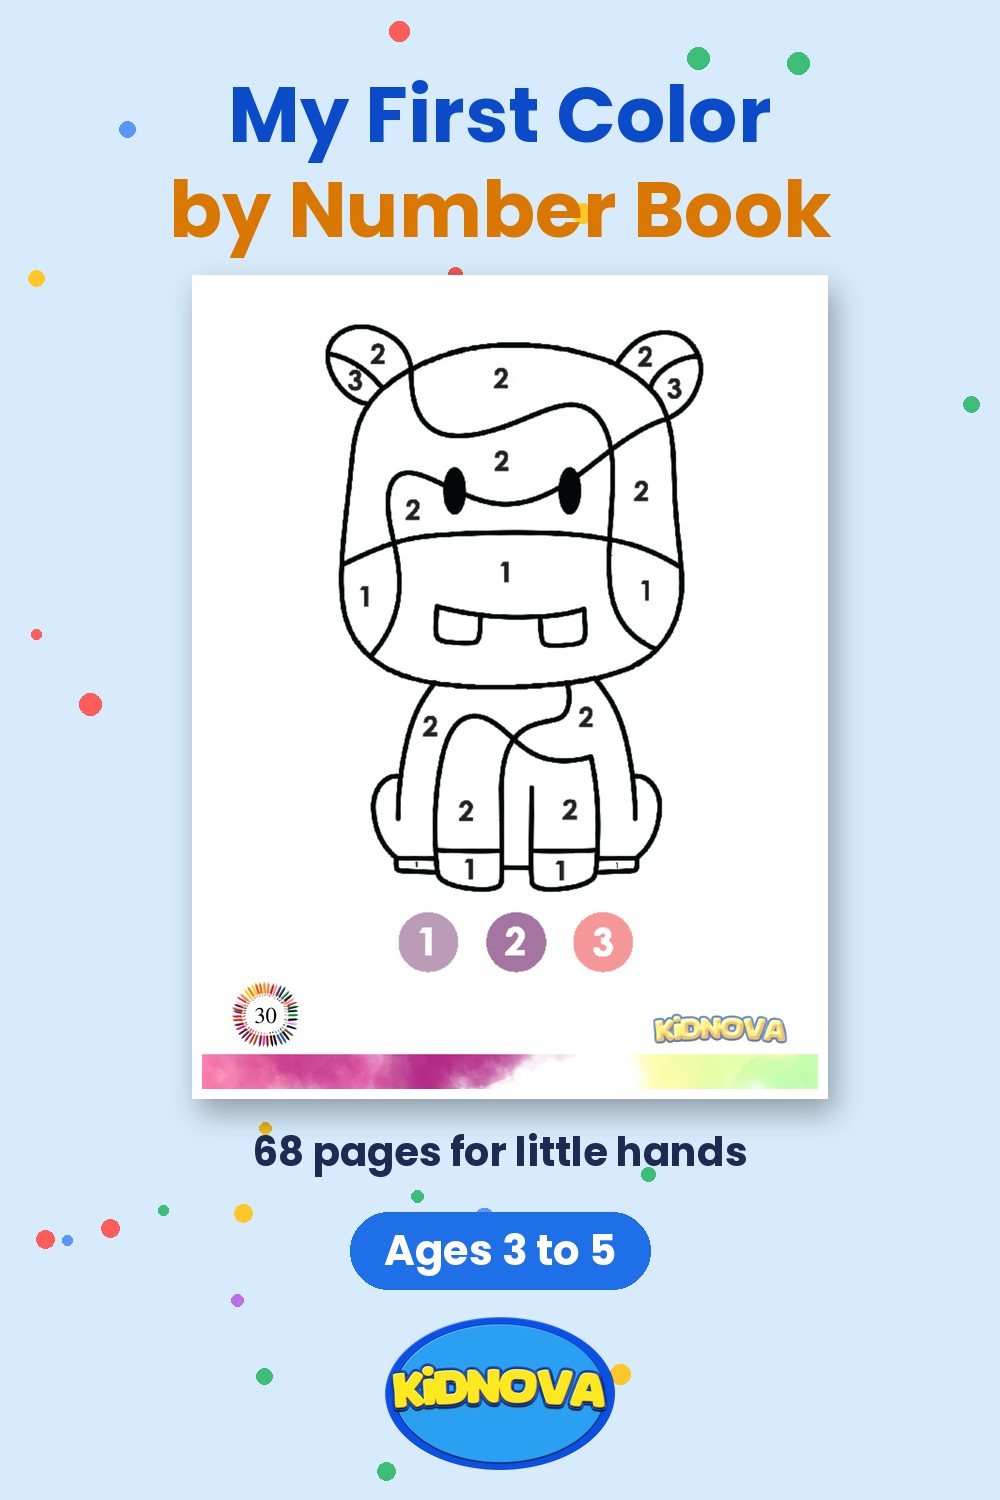 My First Color
by Number Book
2 2 2
3 3
2
2 2
1 1 1
2 2
2 2
1 1 1 1
1 2 3
30
KiDNOVA
68 pages for little hands
Ages 3 to 5
KiDNOVA